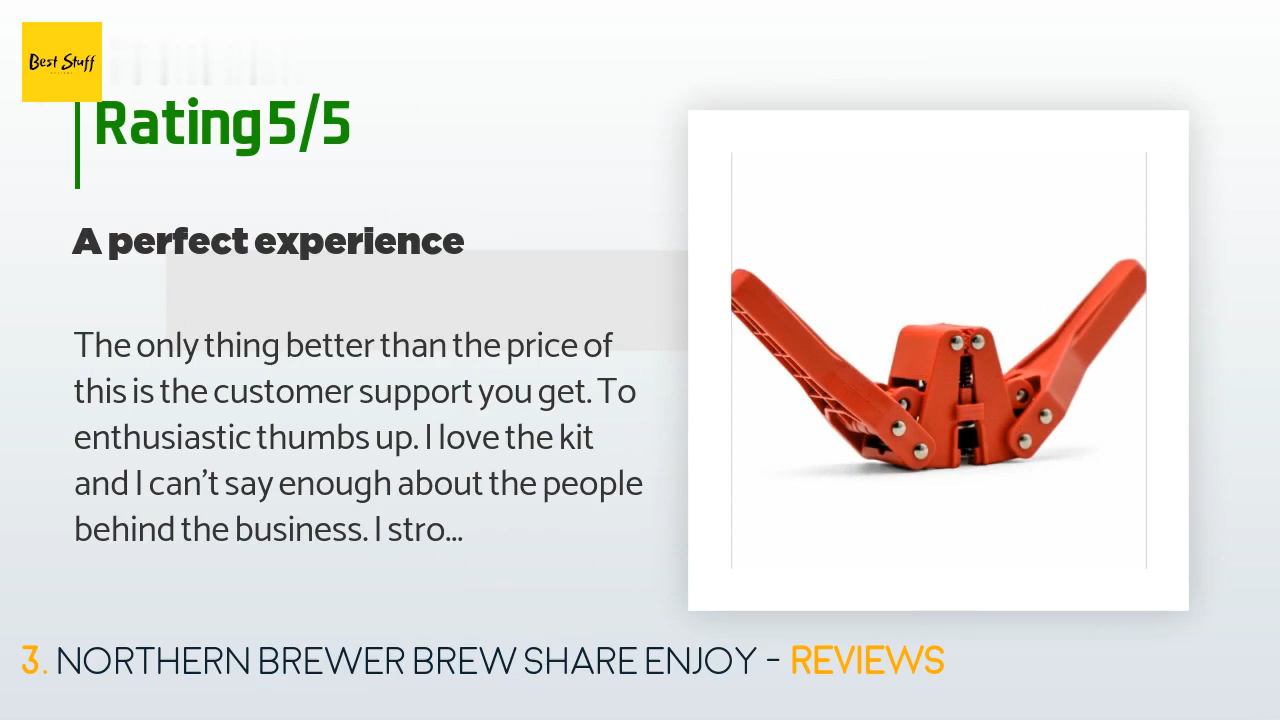 Best Stuff
Rating 5/5
A perfect experience
The only thing better than the price of
this is the customer support you get. To
enthusiastic thumbs up. I love the kit
and I can't say enough about the people
behind the business. I stro...
3. NORTHERN BREWER BREW SHARE ENJOY - REVIEWS